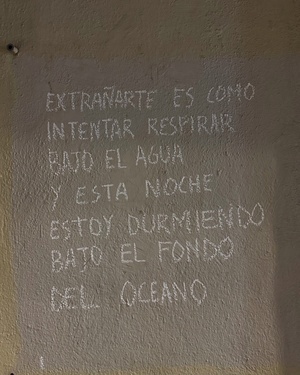 EXTRAÑARTE ES COMO
INTENTAR RESPIRAR
BAJO EL AGUA
Y ESTA NOCHE
ESTOY DURMIENDO
BAJO EL FONDO
DEL OCEANO